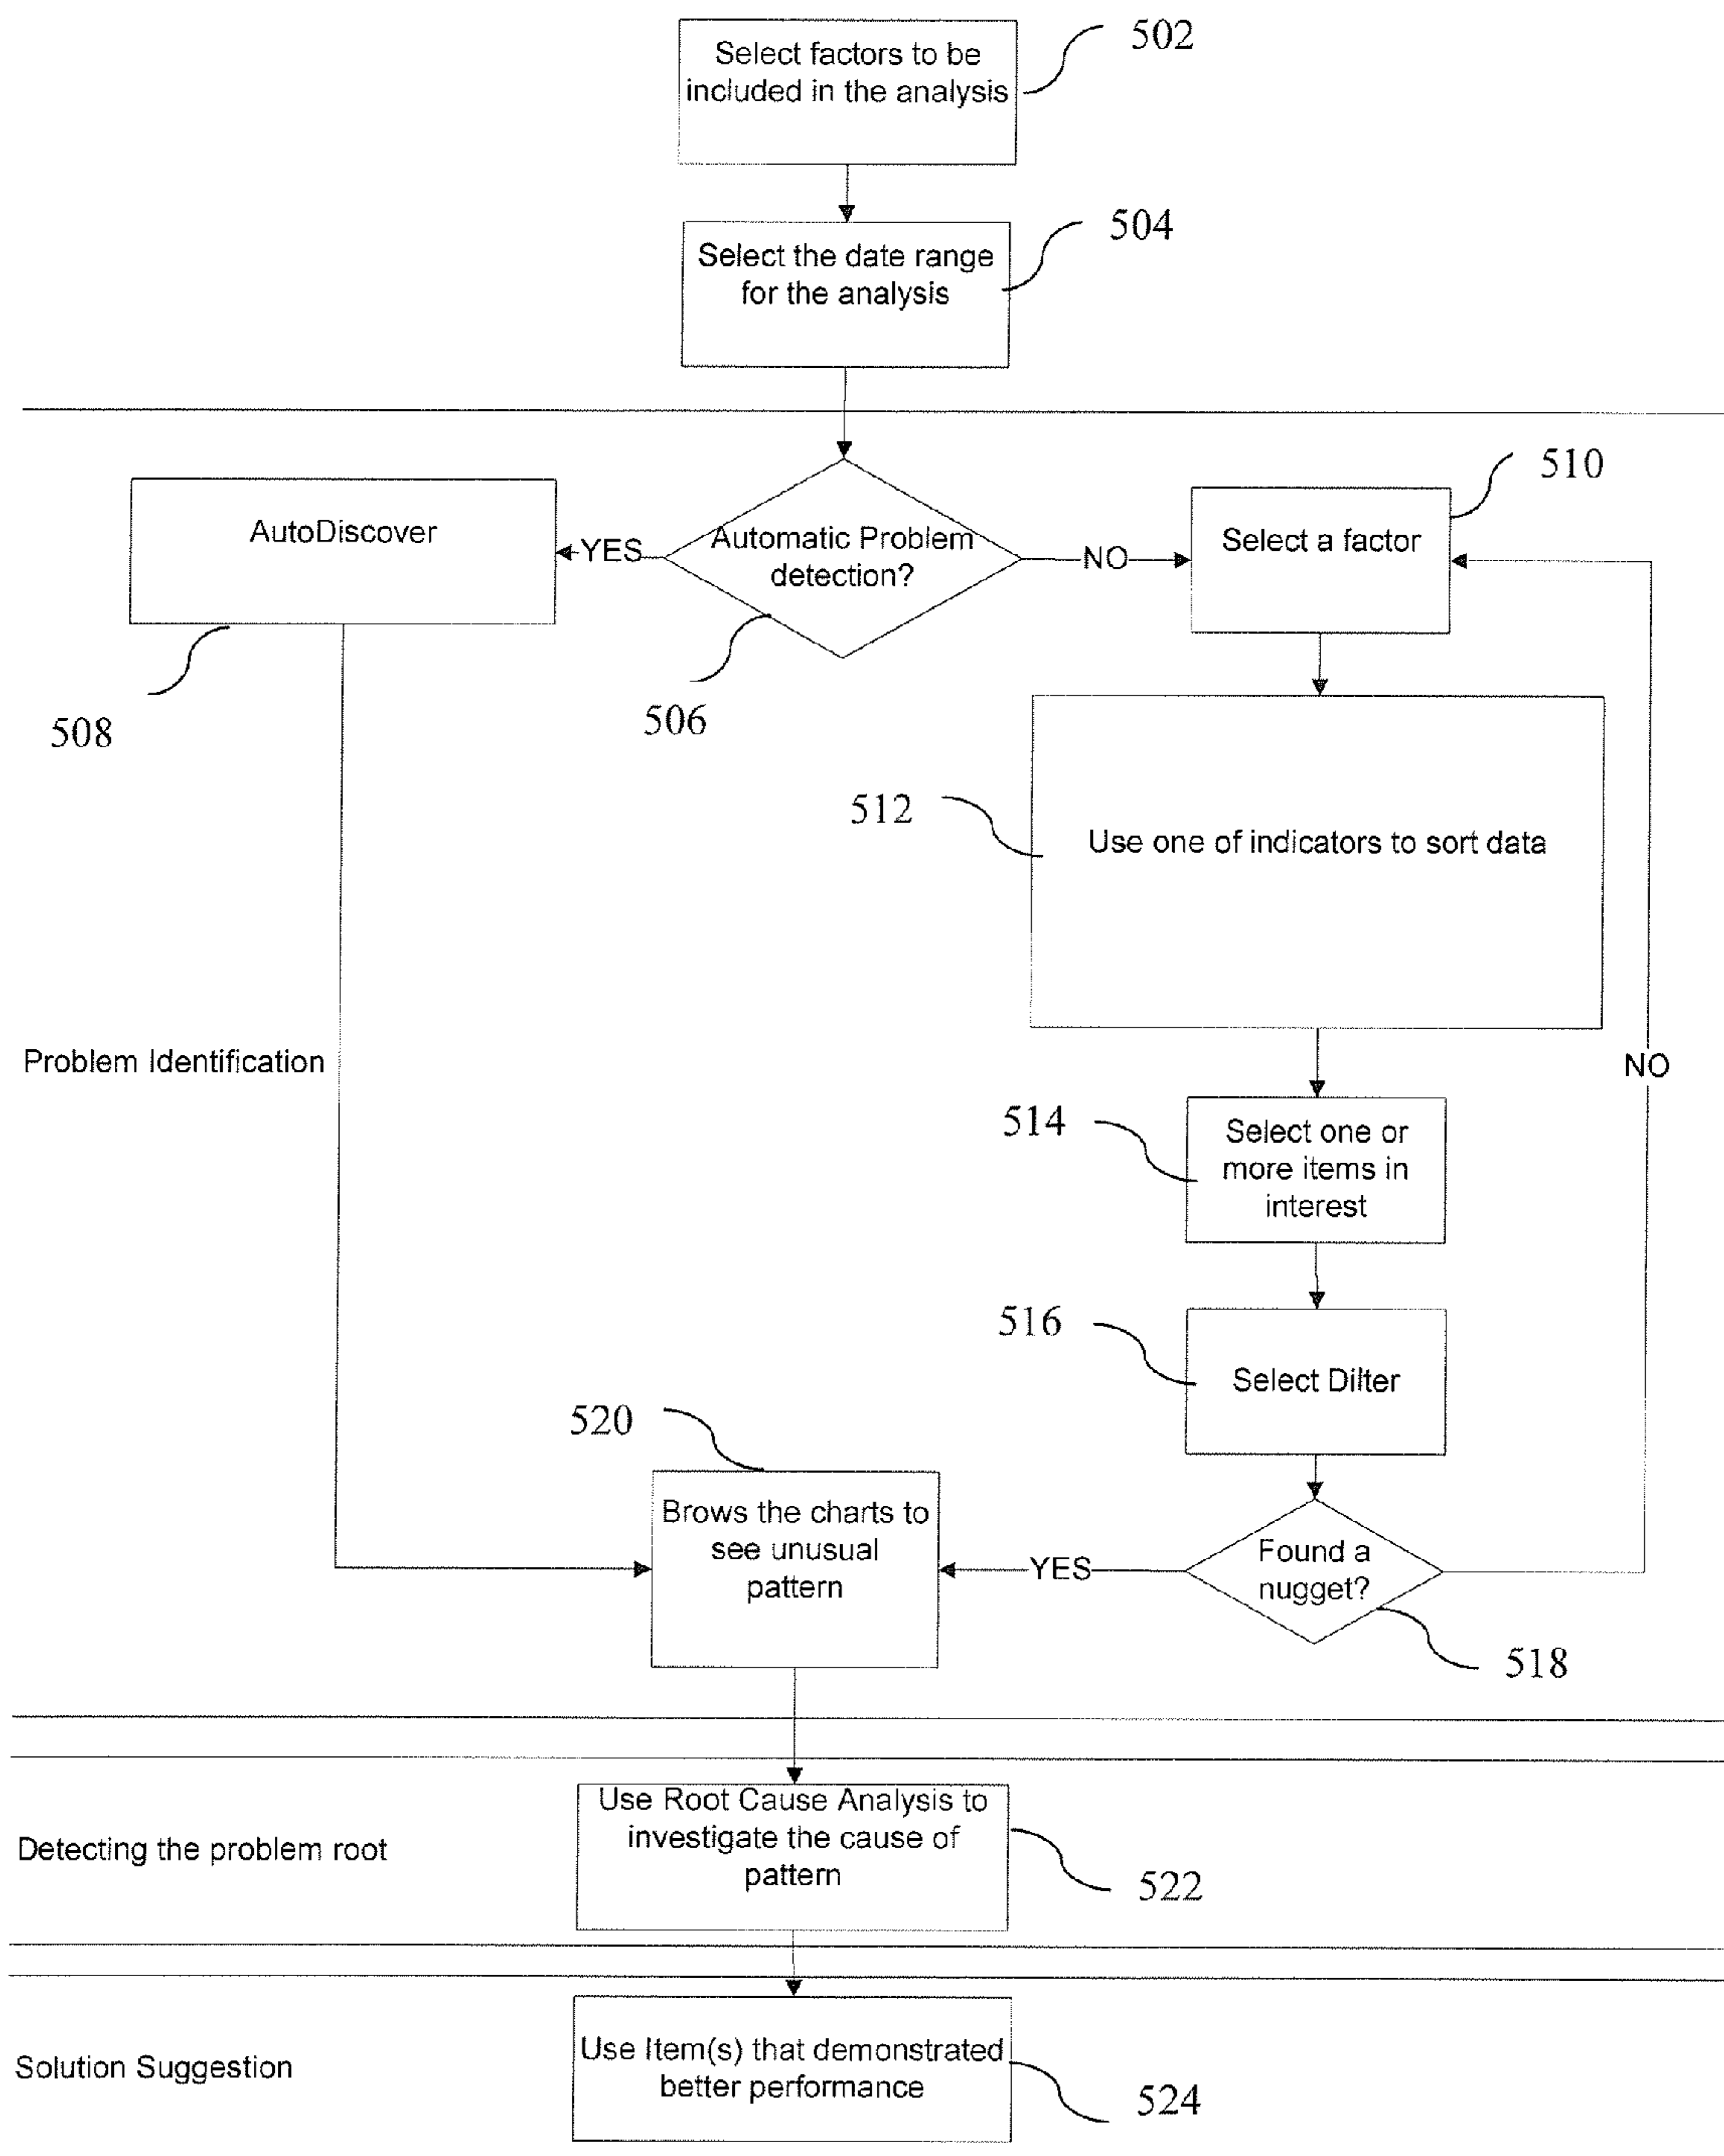 Select factors to be
included in the analysis
502
Select the date range
for the analysis
504
AutoDiscover
508
YES
Automatic Problem
detection?
506
NO
Select a factor
510
512
Use one of indicators to sort data
Problem Identification
NO
514
Select one or
more items in
interest
516
Select Dilter
520
Brows the charts to
see unusual
pattern
YES
Found a
nugget?
518
Detecting the problem root
Use Root Cause Analysis to
investigate the cause of
pattern
522
Solution Suggestion
Use Item(s) that demonstrated
better performance
524